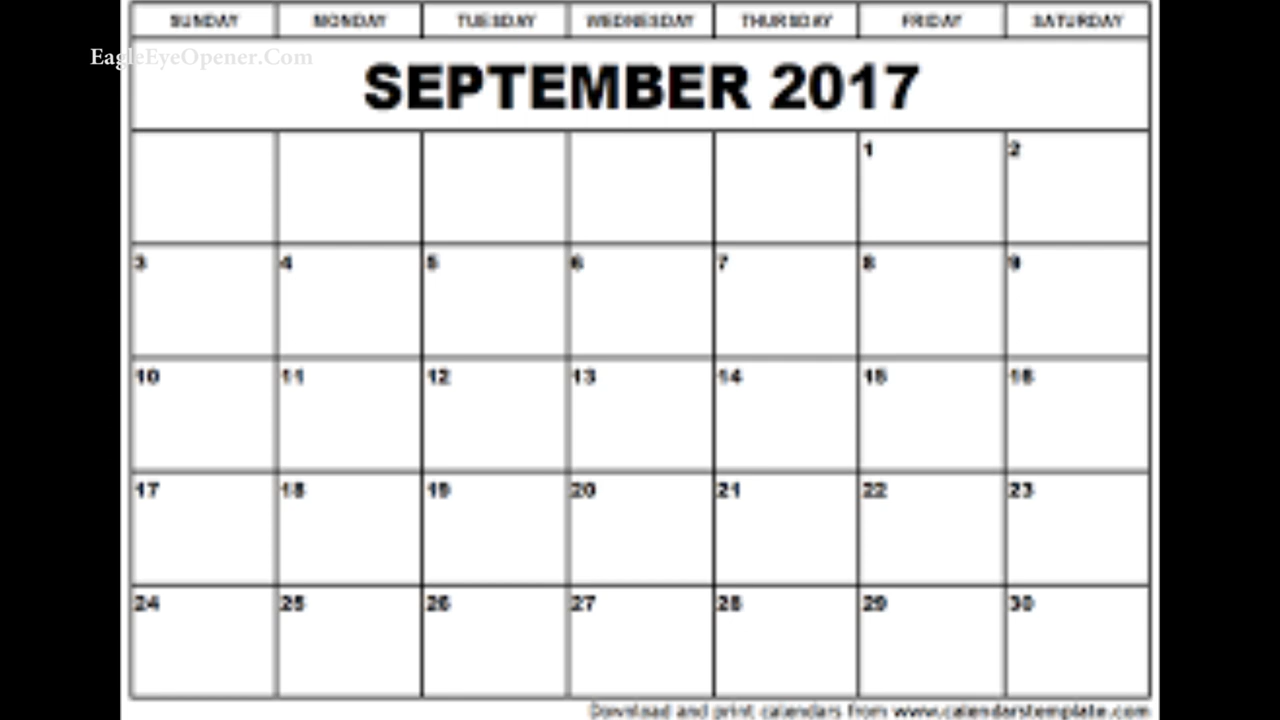 SUNDAY MONDAY TUESDAY WEDNESDAY THURSDAY FRIDAY SATURDAY
EagleEyeOpener.Com
SEPTEMBER 2017
1 2
3 4 5 6 7 8 9
10 11 12 13 14 15 16
17 18 19 20 21 22 23
24 25 26 27 28 29 30
Download and print calendars from www.calendarstemplate.com